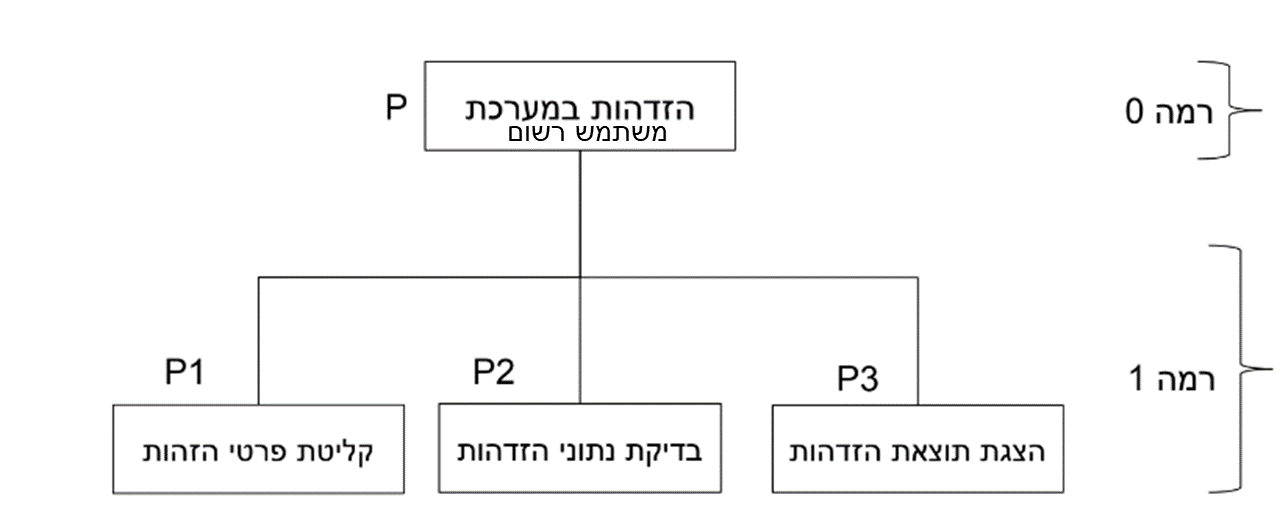 P
הזדהות במערכת
משתמש רשום
רמה 0
P1
P2
P3
קליטת פרטי הזהות
בדיקת נתוני הזדהות
הצגת תוצאת הזדהות
רמה 1